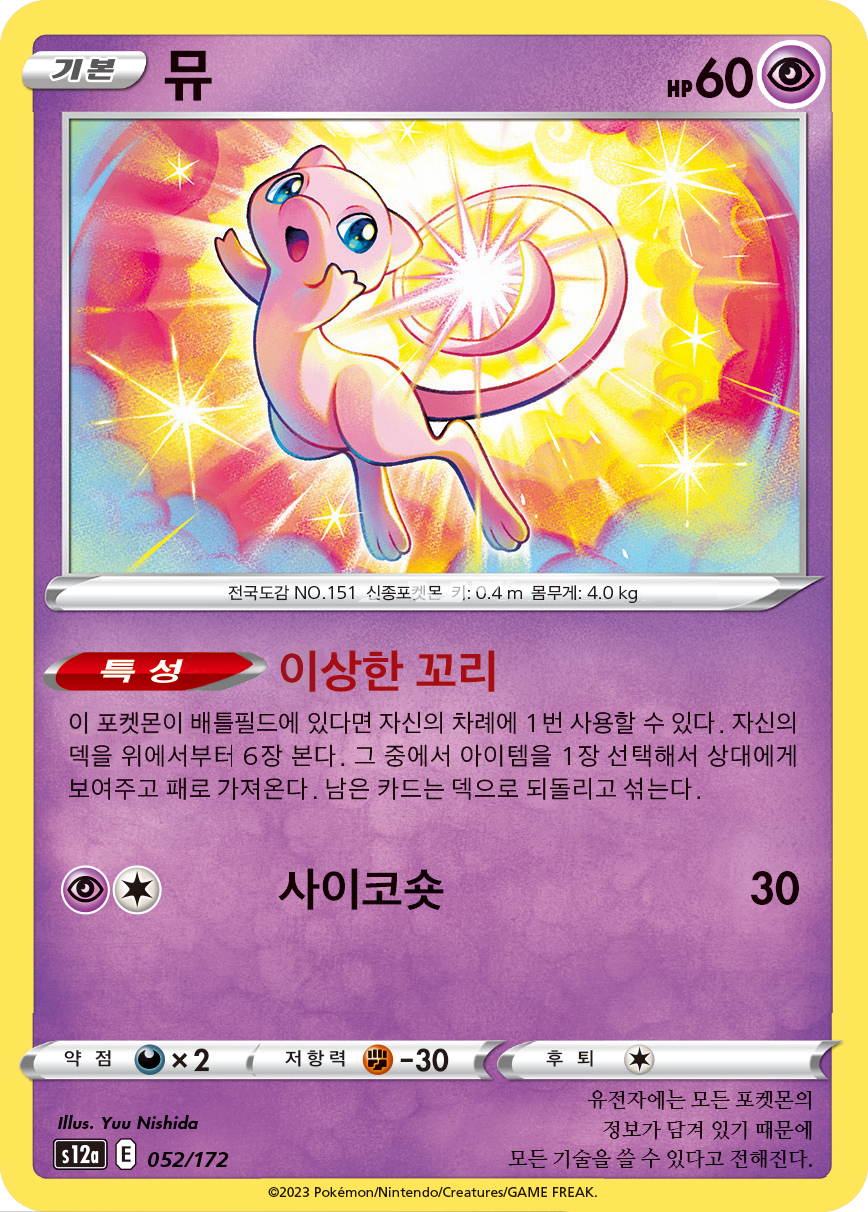 기본 뮤 HP60
전국도감 NO.151 신종포켓몬 키: 0.4 m 몸무게: 4.0 kg
특성 이상한 꼬리
이 포켓몬이 배틀필드에 있다면 자신의 차례에 1번 사용할 수 있다. 자신의
덱을 위에서부터 6장 본다. 그 중에서 아이템을 1장 선택해서 상대에게
보여주고 패로 가져온다. 남은 카드는 덱으로 되돌리고 섞는다.
사이코숏 30
약점 ×2 저항력 -30 후퇴
유전자에는 모든 포켓몬의
정보가 담겨 있기 때문에
모든 기술을 쓸 수 있다고 전해진다.
Illus. Yuu Nishida
s12a E 052/172
©2023 Pokémon/Nintendo/Creatures/GAME FREAK.